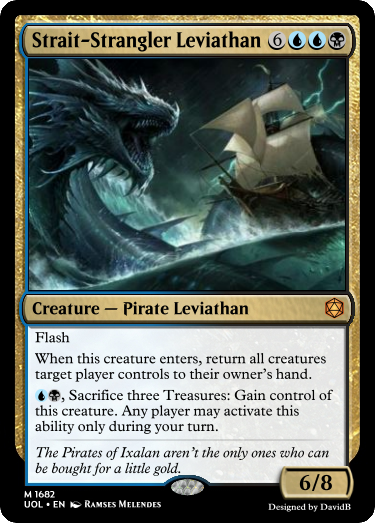 Strait-Strangler Leviathan 6
Creature — Pirate Leviathan
Flash
When this creature enters, return all creatures
target player controls to their owner's hand.
, Sacrifice three Treasures: Gain control of
this creature. Any player may activate this
ability only during your turn.
The Pirates of Ixalan aren't the only ones who can
be bought for a little gold.
6/8
M 1682
UOL • EN Ramses Melendes
Designed by DavidB